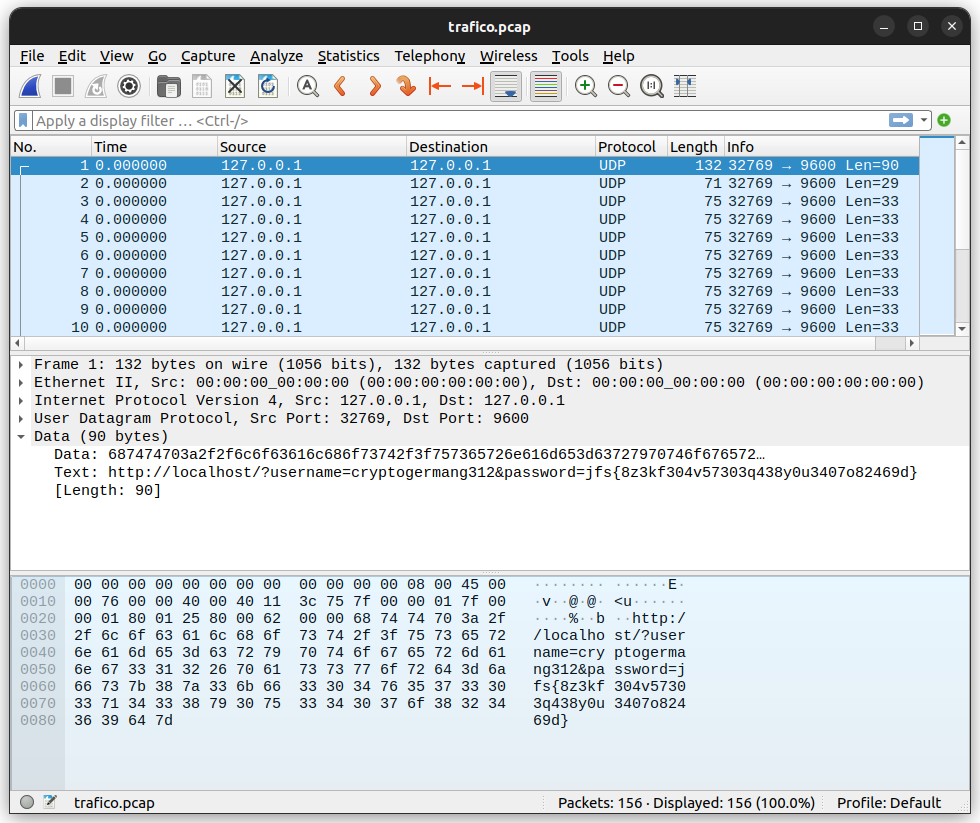 trafico.pcap
File Edit View Go Capture Analyze Statistics Telephony Wireless Tools Help
Apply a display filter … <Ctrl-/>
No. Time Source Destination Protocol Length Info
1 0.000000 127.0.0.1 127.0.0.1 UDP 132 32769 → 9600 Len=90
2 0.000000 127.0.0.1 127.0.0.1 UDP 71 32769 → 9600 Len=29
3 0.000000 127.0.0.1 127.0.0.1 UDP 75 32769 → 9600 Len=33
4 0.000000 127.0.0.1 127.0.0.1 UDP 75 32769 → 9600 Len=33
5 0.000000 127.0.0.1 127.0.0.1 UDP 75 32769 → 9600 Len=33
6 0.000000 127.0.0.1 127.0.0.1 UDP 75 32769 → 9600 Len=33
7 0.000000 127.0.0.1 127.0.0.1 UDP 75 32769 → 9600 Len=33
8 0.000000 127.0.0.1 127.0.0.1 UDP 75 32769 → 9600 Len=33
9 0.000000 127.0.0.1 127.0.0.1 UDP 75 32769 → 9600 Len=33
10 0.000000 127.0.0.1 127.0.0.1 UDP 75 32769 → 9600 Len=33
Frame 1: 132 bytes on wire (1056 bits), 132 bytes captured (1056 bits)
Ethernet II, Src: 00:00:00_00:00:00 (00:00:00:00:00:00), Dst: 00:00:00_00:00:00 (00:00:00:00:00:00)
Internet Protocol Version 4, Src: 127.0.0.1, Dst: 127.0.0.1
User Datagram Protocol, Src Port: 32769, Dst Port: 9600
Data (90 bytes)
Data: 687474703a2f2f6c6f63616c686f73742f3f757365726e616d653d63727970746f676572…
Text: http://localhost/?username=cryptogermang312&password=jfs{8z3kf304v57303q438y0u3407o82469d}
[Length: 90]
0000 00 00 00 00 00 00 00 00 00 00 00 00 08 00 45 00 ········ ······E·
0010 00 76 00 00 40 00 40 11 3c 75 7f 00 00 01 7f 00 ·v··@·@· <u······
0020 00 01 80 01 25 80 00 62 00 00 68 74 74 70 3a 2f ····%··b ··http:/
0030 2f 6c 6f 63 61 6c 68 6f 73 74 2f 3f 75 73 65 72 /localho st/?user
0040 6e 61 6d 65 3d 63 72 79 70 74 6f 67 65 72 6d 61 name=cry ptogerma
0050 6e 67 33 31 32 26 70 61 73 73 77 6f 72 64 3d 6a ng312&pa ssword=j
0060 66 73 7b 38 7a 33 6b 66 33 30 34 76 35 37 33 30 fs{8z3kf 304v5730
0070 33 71 34 33 38 79 30 75 33 34 30 37 6f 38 32 34 3q438y0u 3407o824
0080 36 39 64 7d 69d}
trafico.pcap Packets: 156 · Displayed: 156 (100.0%) Profile: Default